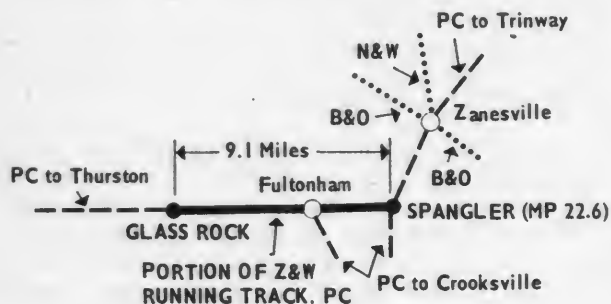 N&W
PC to Trinway
B&O
Zanesville
B&O
9.1 Miles
PC to Thurston
Fultonham
SPANGLER (MP 22.6)
GLASS ROCK
PORTION OF Z&W
RUNNING TRACK, PC
PC to Crooksville